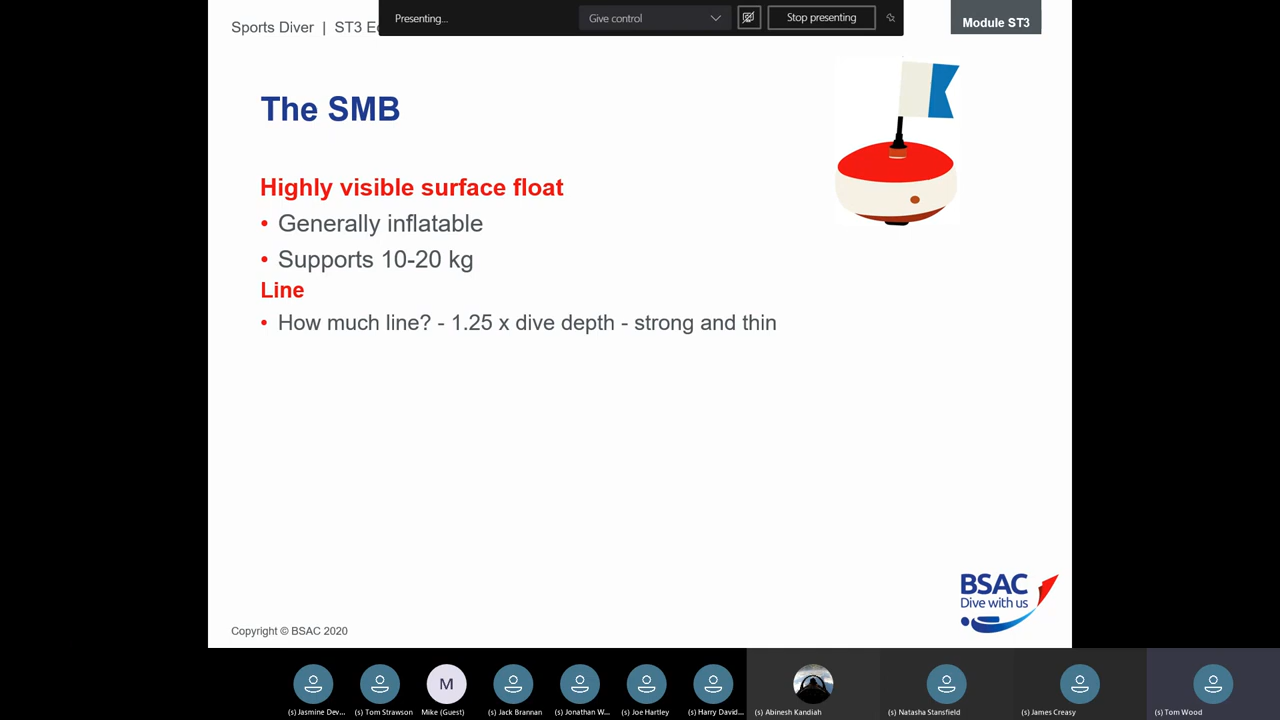 Sports Diver | ST3 E
Presenting...
Give control
Stop presenting
Module ST3
The SMB
Highly visible surface float
• Generally inflatable
• Supports 10-20 kg
Line
• How much line? - 1.25 x dive depth - strong and thin
BSAC
Dive with us
Copyright © BSAC 2020
M
(s) Jasmine Dev...
(s) Tom Strawson
Mike (Guest)
(s) Jack Brannan
(s) Jonathan W...
(s) Joe Hartley
(s) Harry David...
(s) Abinesh Kandiah
(s) Natasha Stansfield
(s) James Creasy
(s) Tom Wood